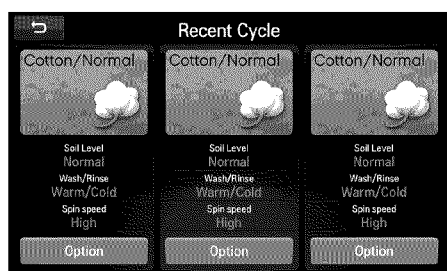 Recent Cycle
Cotton/Normal
Soil Level
Normal
Wash/Rinse
Warm/Cold
Spin speed
High
Option
Cotton/Normal
Soil Level
Normal
Wash/Rinse
Warm/Cold
Spin speed
High
Option
Cotton/Normal
Soil Level
Normal
Wash/Rinse
Warm/Cold
Spin speed
High
Option